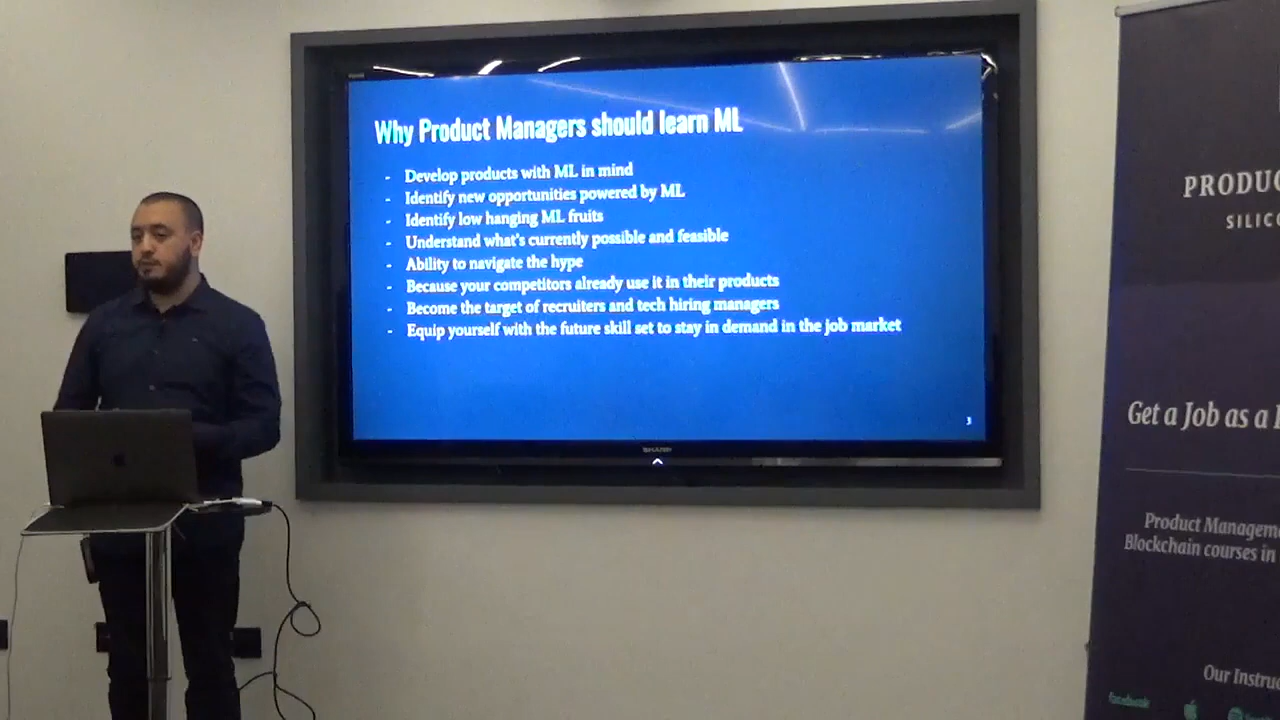 Why Product Managers should learn ML
- Develop products with ML in mind
- Identify new opportunities powered by ML
- Identify low hanging ML fruits
- Understand what's currently possible and feasible
- Ability to navigate the hype
- Because your competitors already use it in their products
- Become the target of recruiters and tech hiring managers
- Equip yourself with the future skill set to stay in demand in the job market
3
SHARP
PRODUC
SILICO
Get a Job as a
Product Managem
Blockchain courses in
Our Instruc
facebook